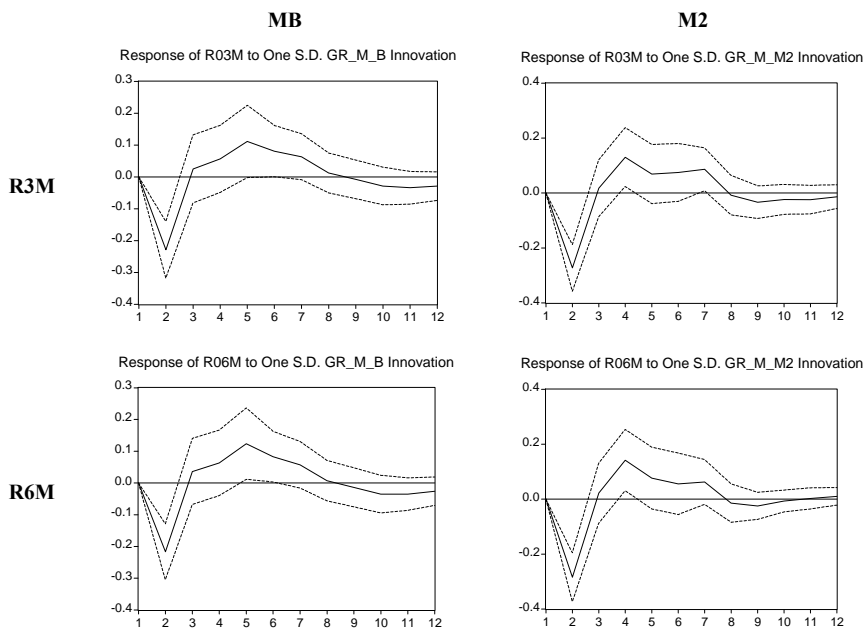 MB
M2
Response of R03M to One S.D. GR_M_B Innovation
0.3
0.2
0.1
0.0
-0.1
-0.2
-0.3
-0.4
1 2 3 4 5 6 7 8 9 10 11 12
Response of R03M to One S.D. GR_M_M2 Innovation
0.4
0.2
0.0
-0.2
-0.4
1 2 3 4 5 6 7 8 9 10 11 12
R3M
Response of R06M to One S.D. GR_M_B Innovation
0.3
0.2
0.1
0.0
-0.1
-0.2
-0.3
-0.4
1 2 3 4 5 6 7 8 9 10 11 12
Response of R06M to One S.D. GR_M_M2 Innovation
0.4
0.2
0.0
-0.2
-0.4
1 2 3 4 5 6 7 8 9 10 11 12
R6M